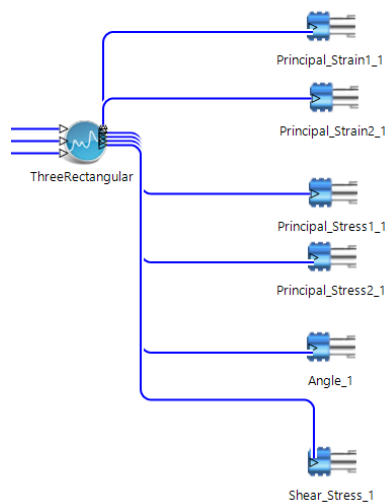 Principal_Strain1_1
Principal_Strain2_1
ThreeRectangular
Principal_Stress1_1
Principal_Stress2_1
Angle_1
Shear_Stress_1